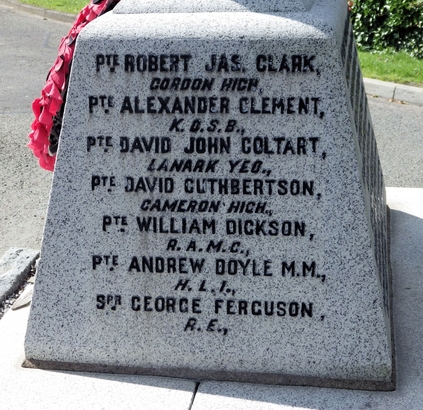 PTE ROBERT JAS. CLARK,
GORDON HIGH,
PTE ALEXANDER CLEMENT,
K.O.S.B.,
PTE DAVID JOHN COLTART,
LANARK YEO.,
PTE DAVID CUTHBERTSON,
CAMERON HIGH.,
PTE WILLIAM DICKSON,
R.A.M.C.,
PTE ANDREW DOYLE M.M.,
H.L.I.,
SPR GEORGE FERGUSON,
R.E.,